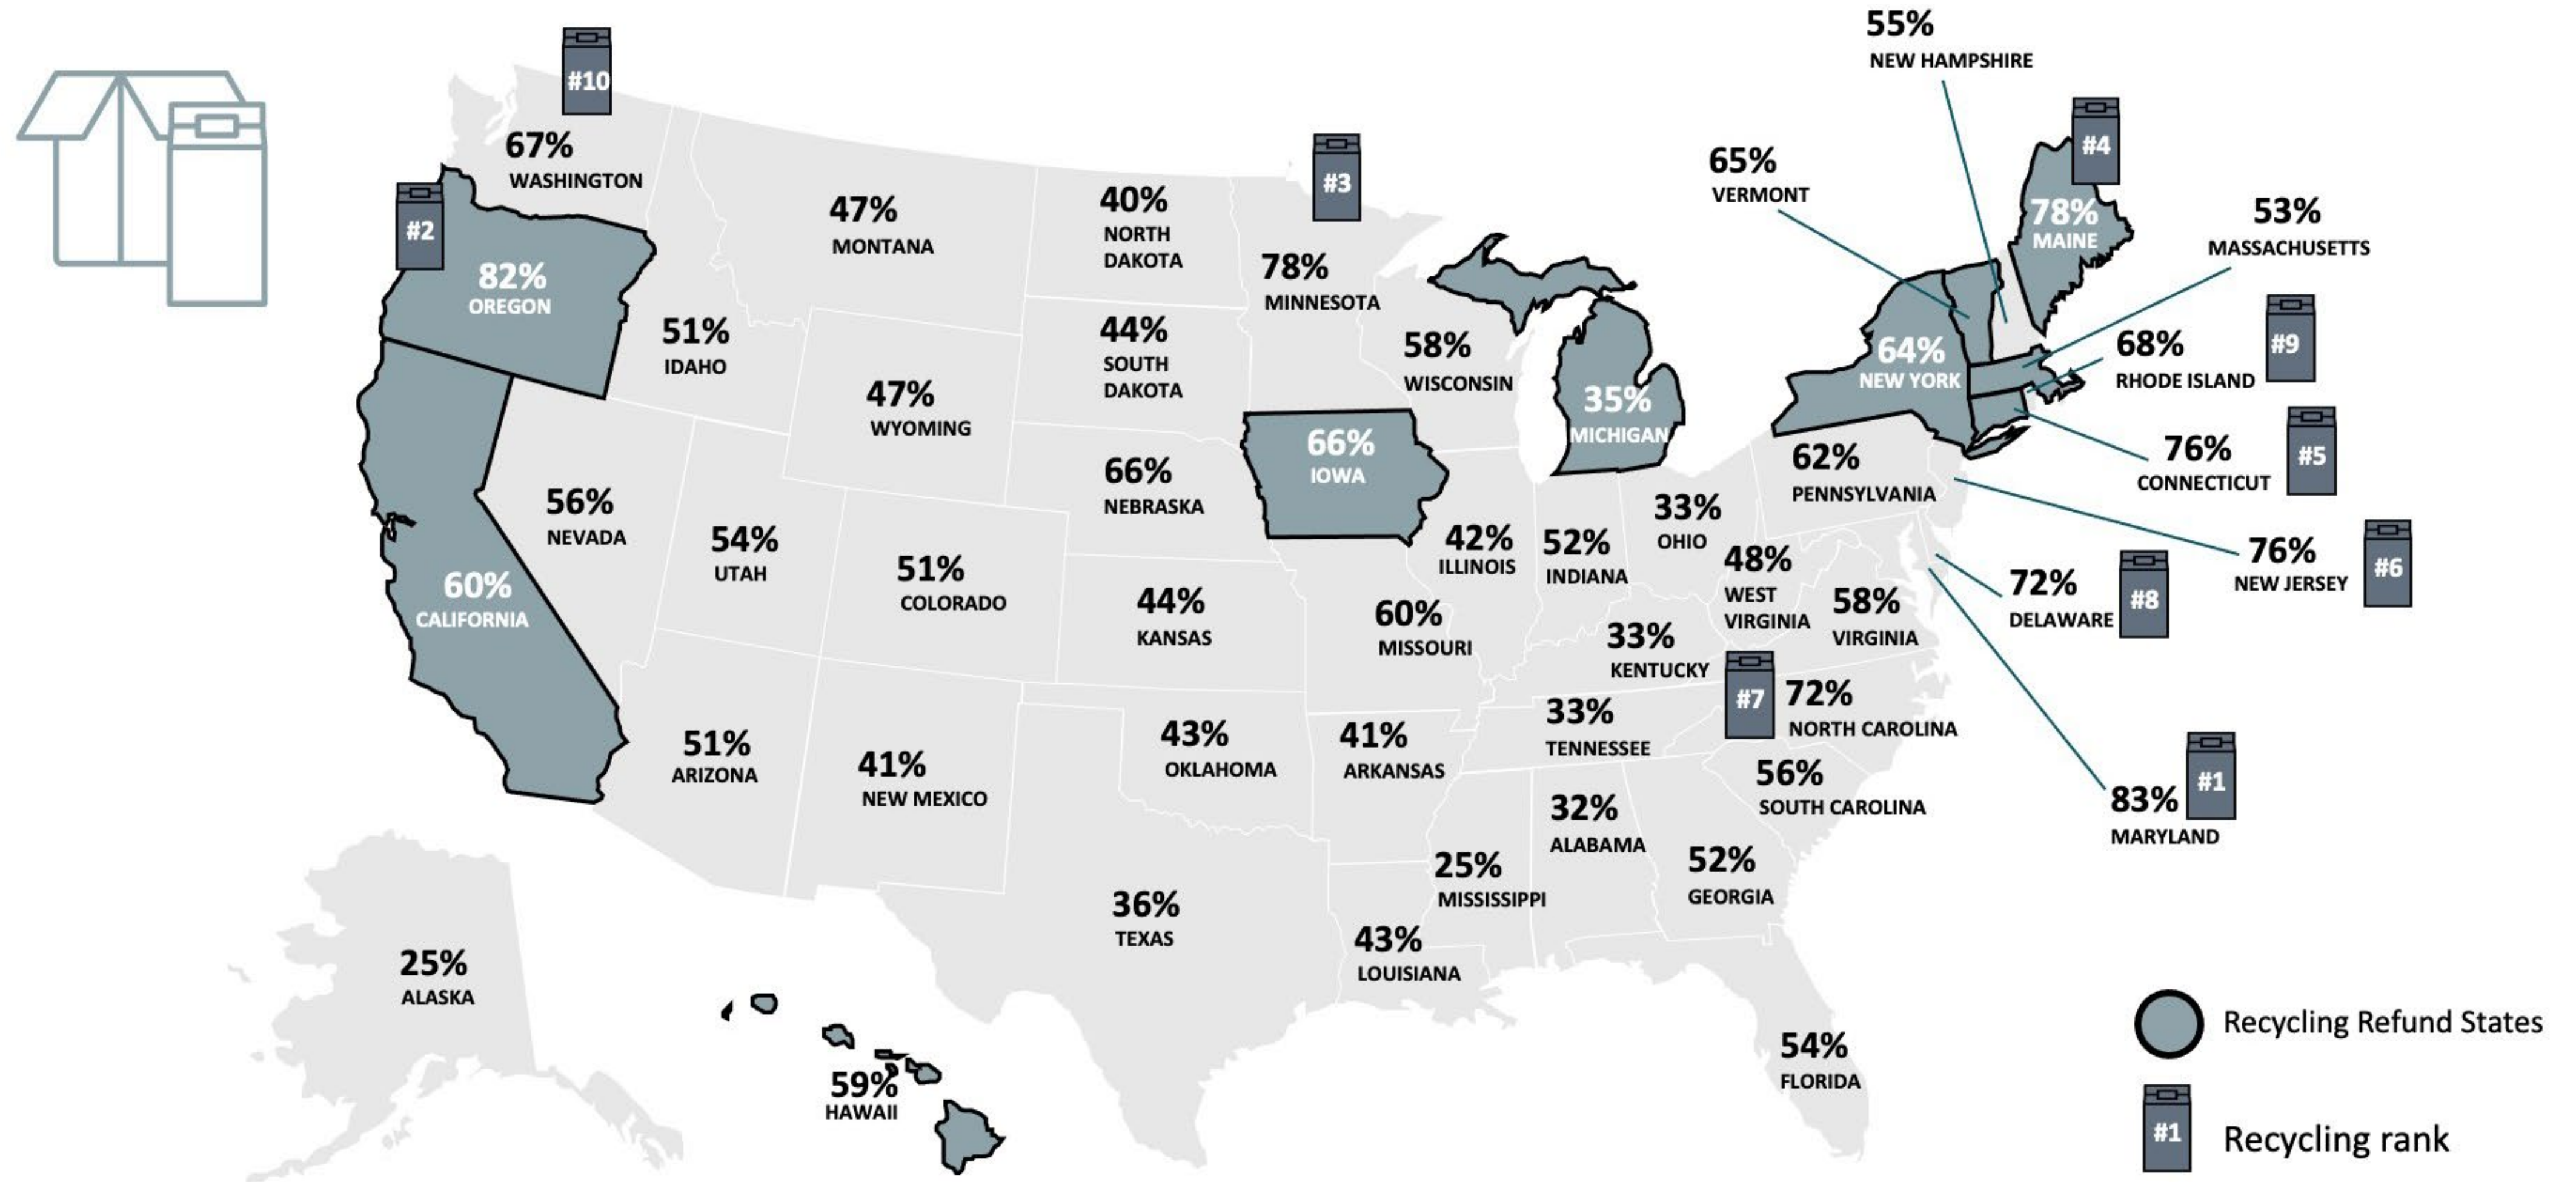 55%
NEW HAMPSHIRE
#10
67%
WASHINGTON
#2
82%
OREGON
47%
MONTANA
40%
NORTH
DAKOTA
#3
78%
MINNESOTA
65%
VERMONT
#4
78%
MAINE
53%
MASSACHUSETTS
51%
IDAHO
47%
WYOMING
44%
SOUTH
DAKOTA
58%
WISCONSIN
35%
MICHIGAN
64%
NEW YORK
68%
RHODE ISLAND
#9
60%
CALIFORNIA
56%
NEVADA
54%
UTAH
51%
COLORADO
66%
NEBRASKA
66%
IOWA
62%
PENNSYLVANIA
76%
CONNECTICUT
#5
44%
KANSAS
60%
MISSOURI
42%
ILLINOIS
52%
INDIANA
33%
OHIO
48%
WEST
VIRGINIA
58%
VIRGINIA
76%
NEW JERSEY
#6
72%
DELAWARE
#8
33%
KENTUCKY
51%
ARIZONA
41%
NEW MEXICO
43%
OKLAHOMA
41%
ARKANSAS
33%
TENNESSEE
#7
72%
NORTH CAROLINA
56%
SOUTH CAROLINA
83%
MARYLAND
#1
36%
TEXAS
43%
LOUISIANA
25%
MISSISSIPPI
32%
ALABAMA
52%
GEORGIA
25%
ALASKA
59%
HAWAII
54%
FLORIDA
Recycling Refund States
#1
Recycling rank